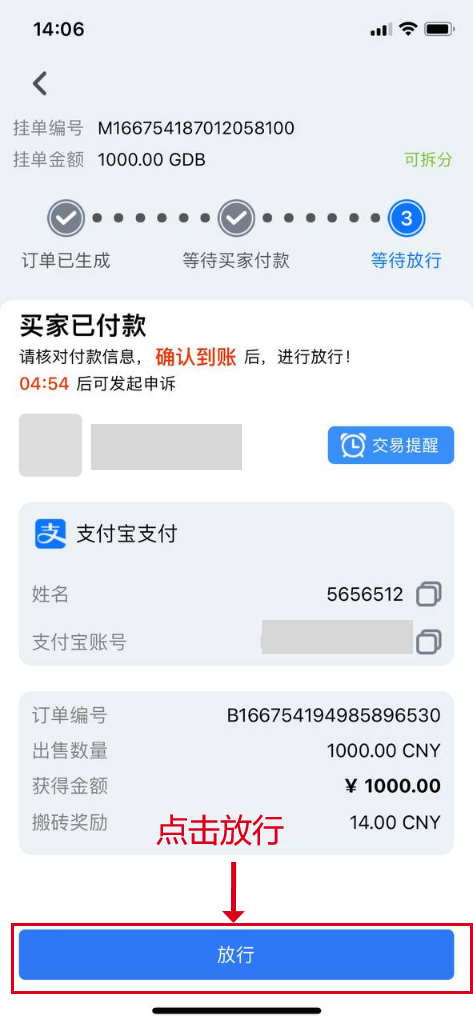 14:06
挂单编号 M166754187012058100
挂单金额 1000.00 GDB 可拆分
3
订单已生成 等待买家付款 等待放行
买家已付款
请核对付款信息，确认到账 后，进行放行！
04:54 后可发起申诉
交易提醒
支 支付宝支付
姓名 5656512
支付宝账号
订单编号 B166754194985896530
出售数量 1000.00 CNY
获得金额 ¥ 1000.00
搬砖奖励 14.00 CNY
点击放行
放行